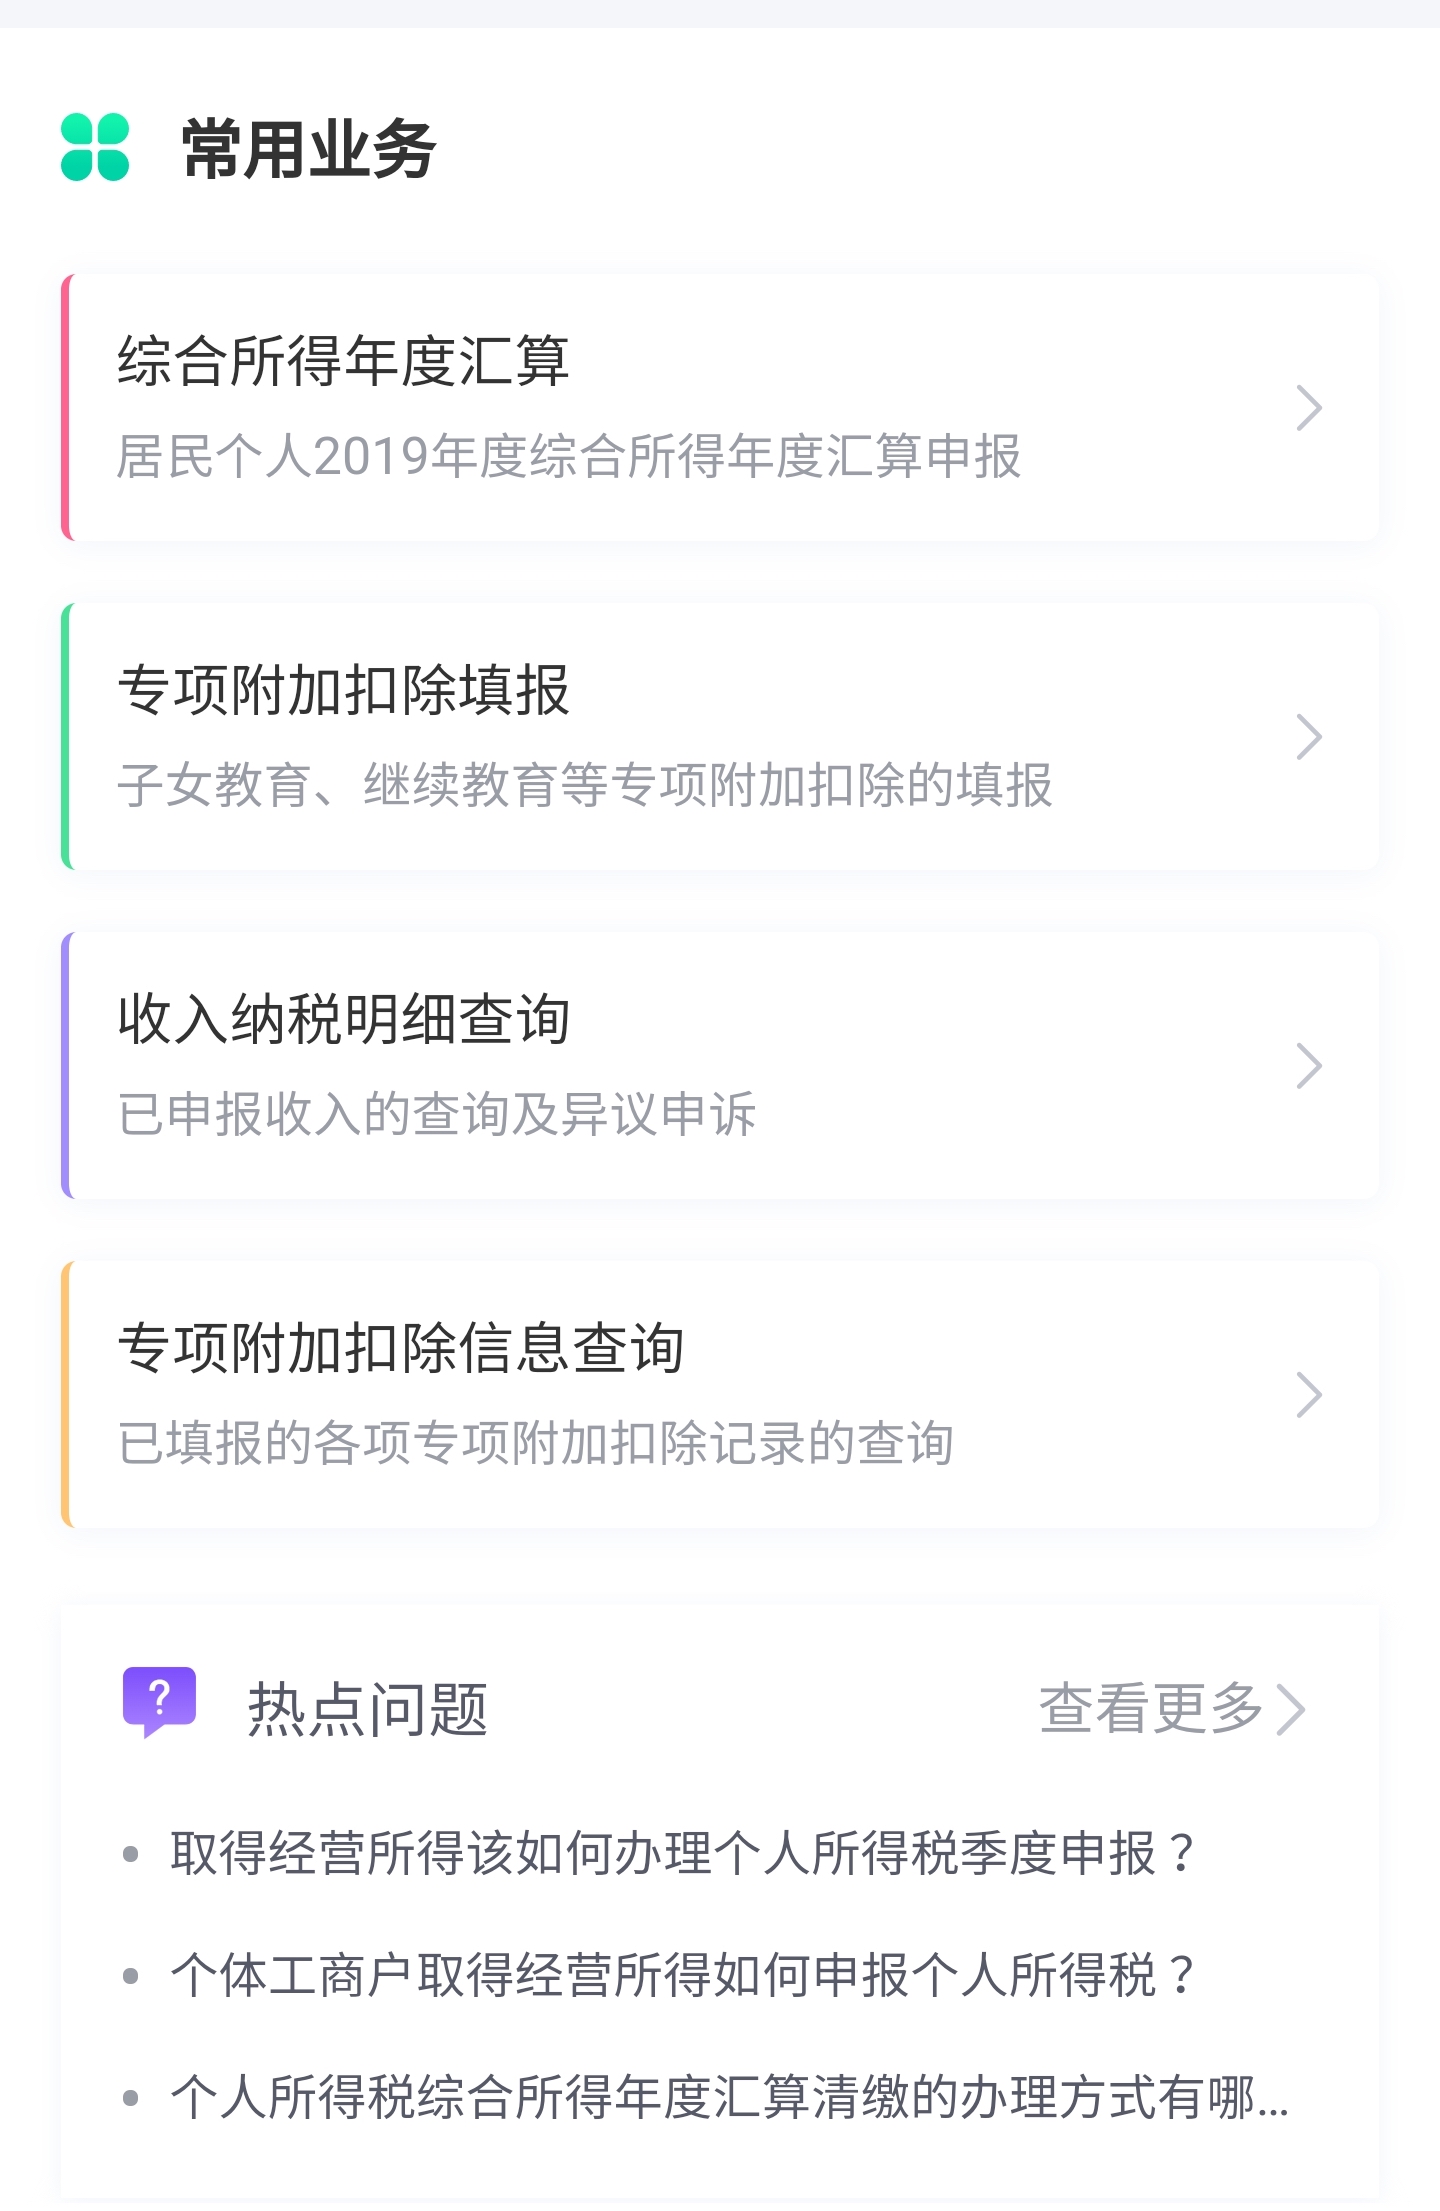 常用业务
综合所得年度汇算
居民个人2019年度综合所得年度汇算申报
专项附加扣除填报
子女教育、继续教育等专项附加扣除的填报
收入纳税明细查询
已申报收入的查询及异议申诉
专项附加扣除信息查询
已填报的各项专项附加扣除记录的查询
热点问题
查看更多
取得经营所得该如何办理个人所得税季度申报？
个体工商户取得经营所得如何申报个人所得税？
个人所得税综合所得年度汇算清缴的办理方式有哪...